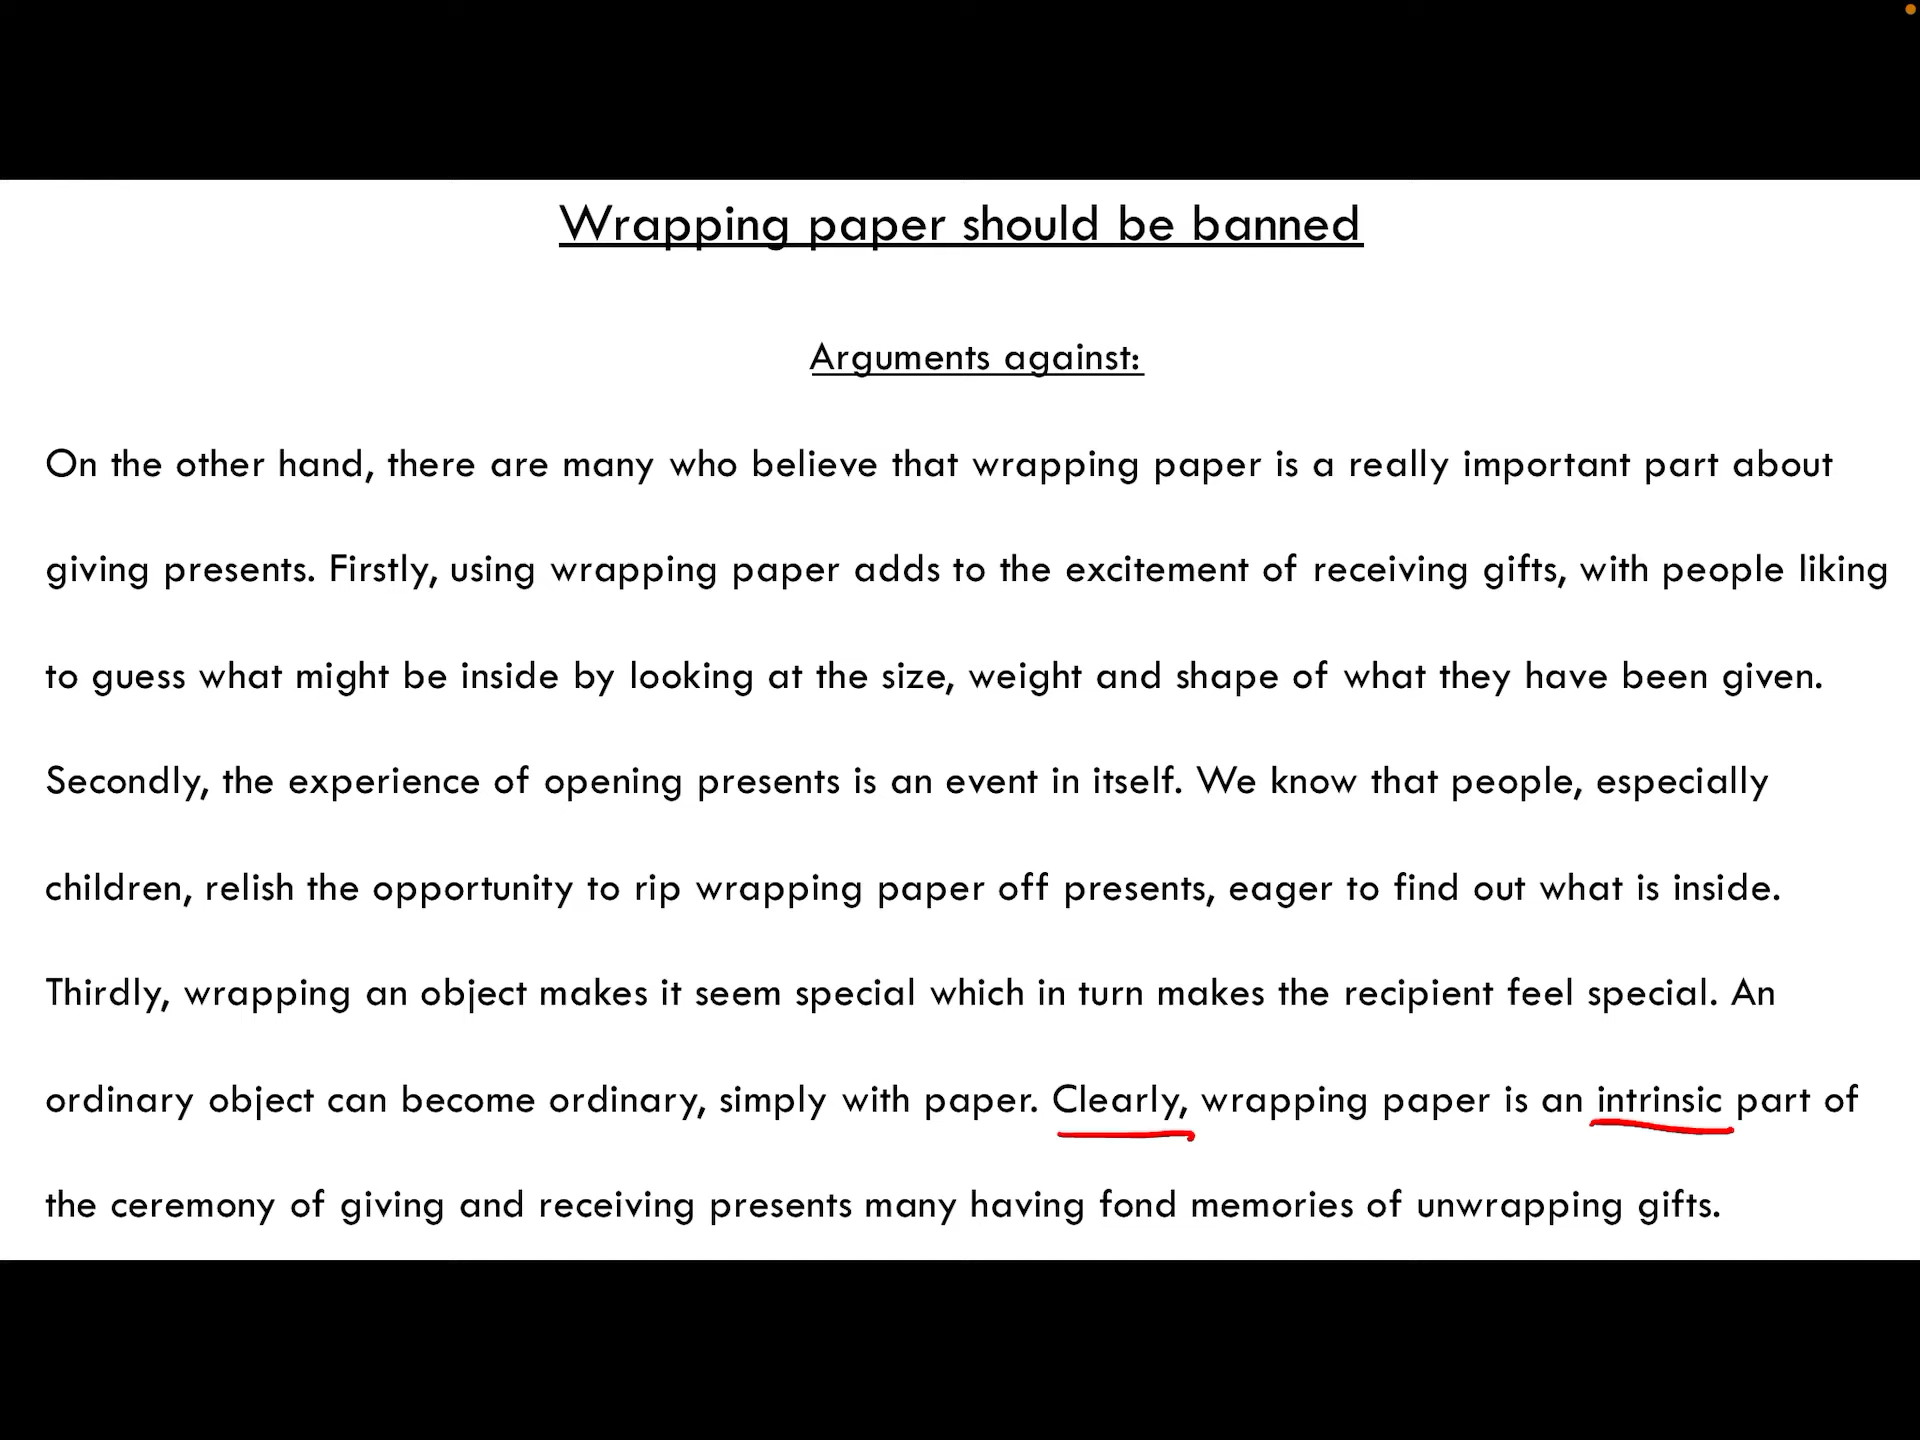 Wrapping paper should be banned
Arguments against:
On the other hand, there are many who believe that wrapping paper is a really important part about
giving presents. Firstly, using wrapping paper adds to the excitement of receiving gifts, with people liking
to guess what might be inside by looking at the size, weight and shape of what they have been given.
Secondly, the experience of opening presents is an event in itself. We know that people, especially
children, relish the opportunity to rip wrapping paper off presents, eager to find out what is inside.
Thirdly, wrapping an object makes it seem special which in turn makes the recipient feel special. An
ordinary object can become ordinary, simply with paper. Clearly, wrapping paper is an intrinsic part of
the ceremony of giving and receiving presents many having fond memories of unwrapping gifts.